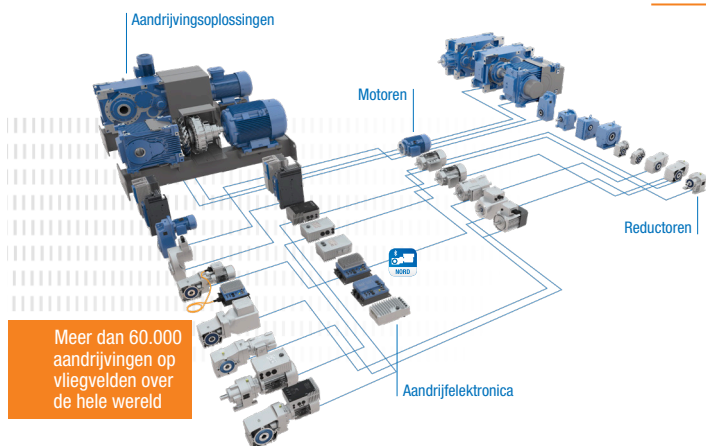 Aandrijvingsoplossingen
Motoren
Reductoren
NORD
Meer dan 60.000
aandrijvingen op
vliegvelden over
de hele wereld
Aandrijfelektronica